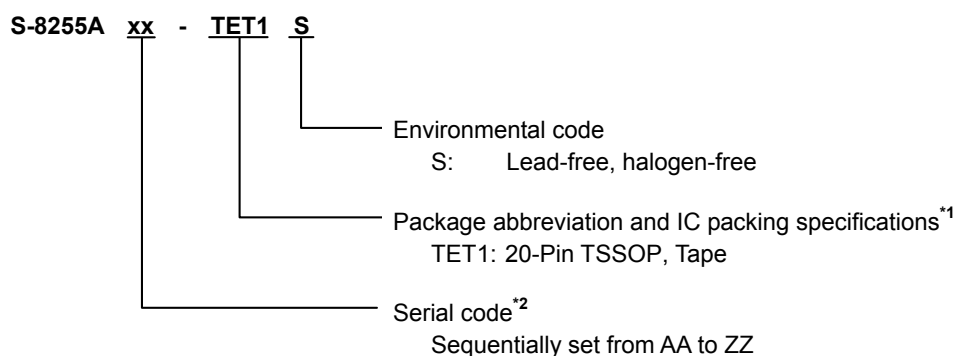 S-8255A xx - TET1 S
Environmental code
S: Lead-free, halogen-free
Package abbreviation and IC packing specifications*1
TET1: 20-Pin TSSOP, Tape
Serial code*2
Sequentially set from AA to ZZ